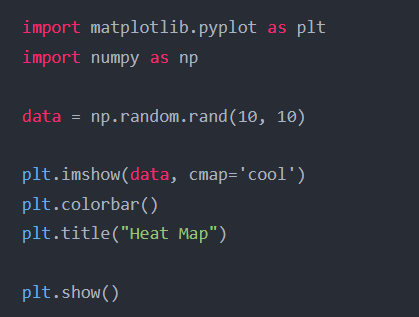 import matplotlib.pyplot as plt
import numpy as np
data = np.random.rand(10, 10)
plt.imshow(data, cmap='cool')
plt.colorbar()
plt.title("Heat Map")
plt.show()